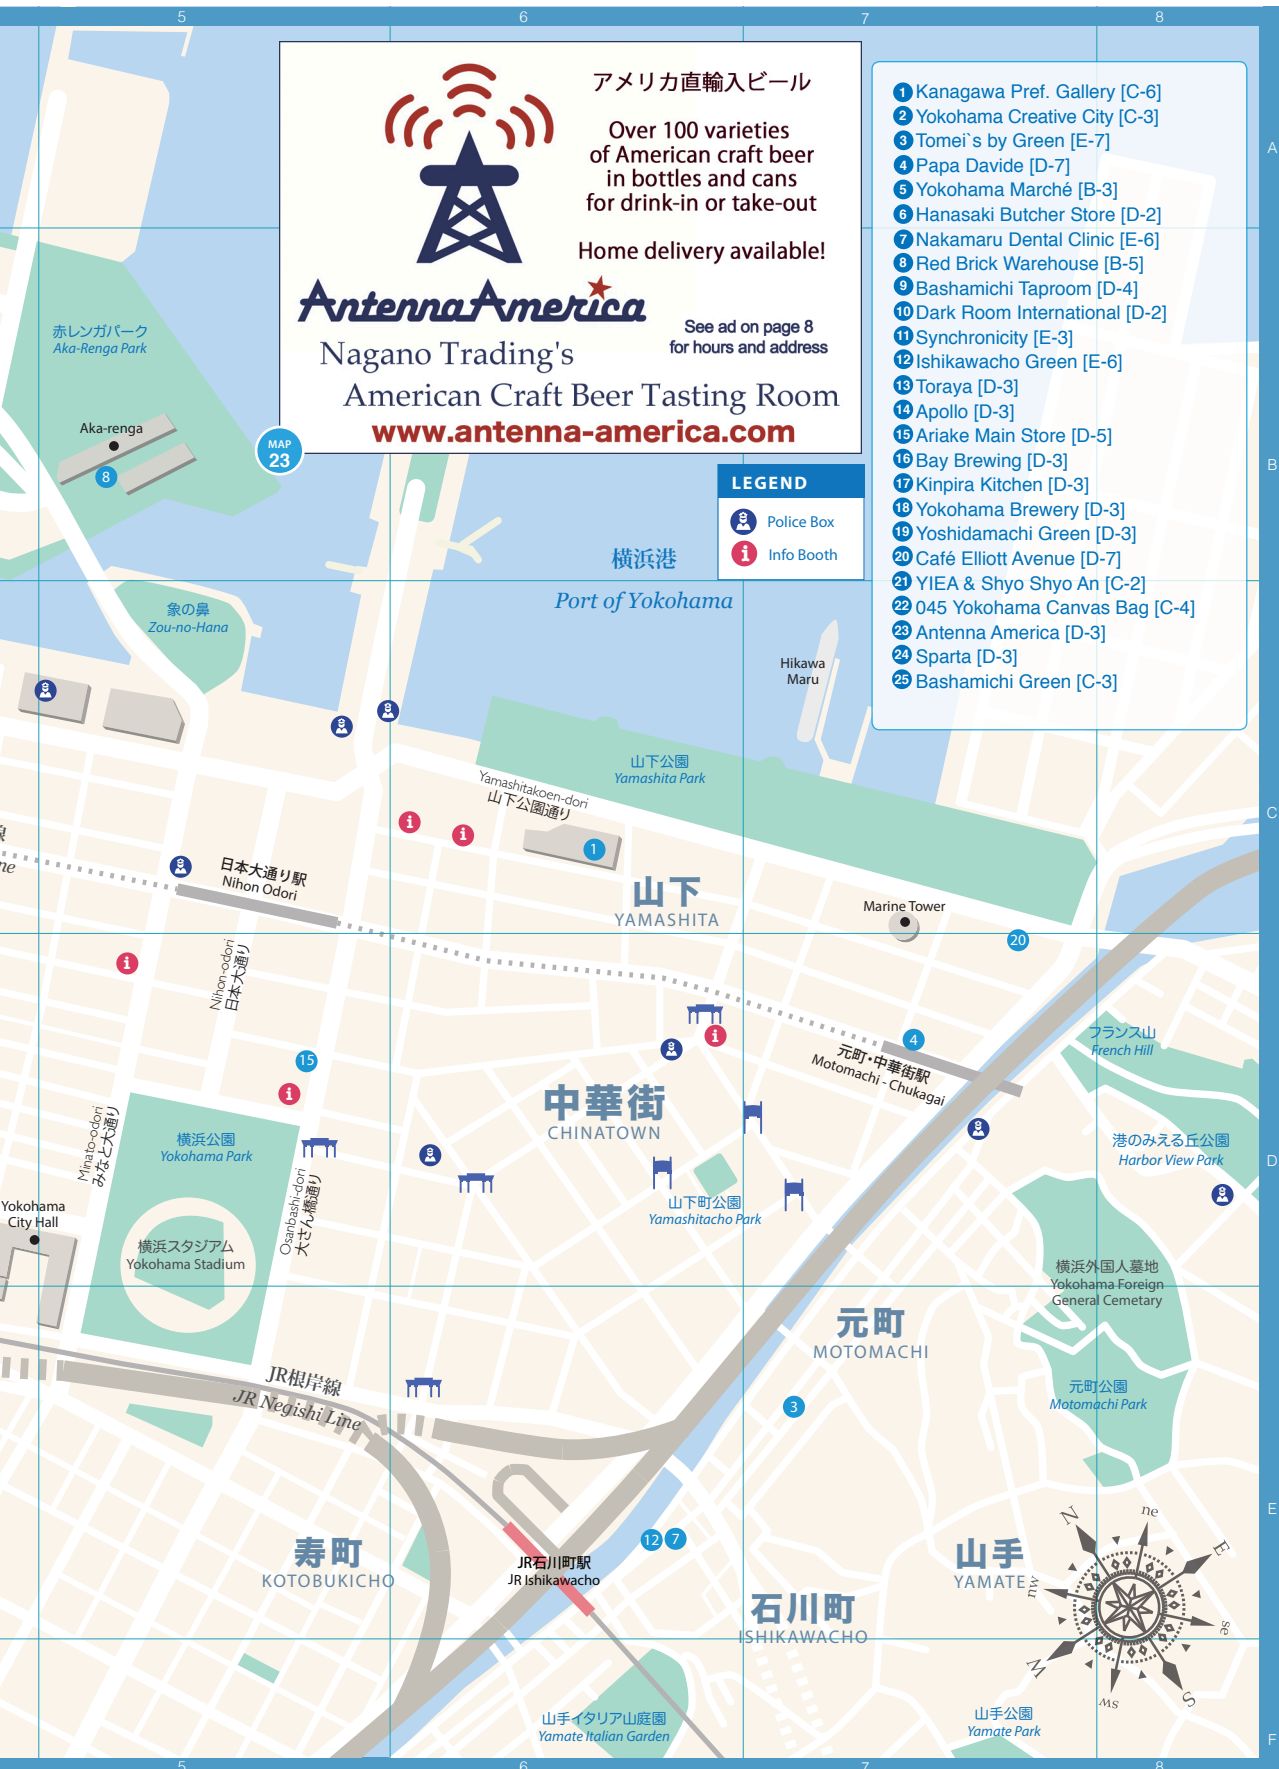 5
6
7
8
A
B
C
D
E
F
アメリカ直輸入ビール
Over 100 varieties
of American craft beer
in bottles and cans
for drink-in or take-out
Home delivery available!
AntennaAmerica
See ad on page 8
for hours and address
Nagano Trading's
American Craft Beer Tasting Room
www.antenna-america.com
MAP
23
1 Kanagawa Pref. Gallery [C-6]
2 Yokohama Creative City [C-3]
3 Tomei`s by Green [E-7]
4 Papa Davide [D-7]
5 Yokohama Marché [B-3]
6 Hanasaki Butcher Store [D-2]
7 Nakamaru Dental Clinic [E-6]
8 Red Brick Warehouse [B-5]
9 Bashamichi Taproom [D-4]
10 Dark Room International [D-2]
11 Synchronicity [E-3]
12 Ishikawacho Green [E-6]
13 Toraya [D-3]
14 Apollo [D-3]
15 Ariake Main Store [D-5]
16 Bay Brewing [D-3]
17 Kinpira Kitchen [D-3]
18 Yokohama Brewery [D-3]
19 Yoshidamachi Green [D-3]
20 Café Elliott Avenue [D-7]
21 YIEA & Shyo Shyo An [C-2]
22 045 Yokohama Canvas Bag [C-4]
23 Antenna America [D-3]
24 Sparta [D-3]
25 Bashamichi Green [C-3]
LEGEND
Police Box
i Info Booth
赤レンガパーク
Aka-Renga Park
Aka-renga
8
横浜港
Port of Yokohama
象の鼻
Zou-no-Hana
Hikawa
Maru
山下公園
Yamashita Park
Yamashitakoen-dori
山下公園通り
i
i
1
線
ne
日本大通り駅
Nihon Odori
山下
YAMASHITA
Marine Tower
20
i
Nihon-odori
日本大通り
フランス山
French Hill
i
4
元町・中華街駅
Motomachi - Chukagai
15
i
中華街
CHINATOWN
Minato-odori
みなと大通り
横浜公園
Yokohama Park
港のみえる丘公園
Harbor View Park
Osanbashi-dori
大さん橋通り
山下町公園
Yamashitacho Park
Yokohama
City Hall
横浜スタジアム
Yokohama Stadium
横浜外国人墓地
Yokohama Foreign
General Cemetary
元町
MOTOMACHI
JR根岸線
JR Negishi Line
元町公園
Motomachi Park
3
12
7
寿町
KOTOBUKICHO
JR石川町駅
JR Ishikawacho
山手
YAMATE
石川町
ISHIKAWACHO
N
ne
E
se
S
sw
W
nw
山手イタリア山庭園
Yamate Italian Garden
山手公園
Yamate Park
5
6
7
8